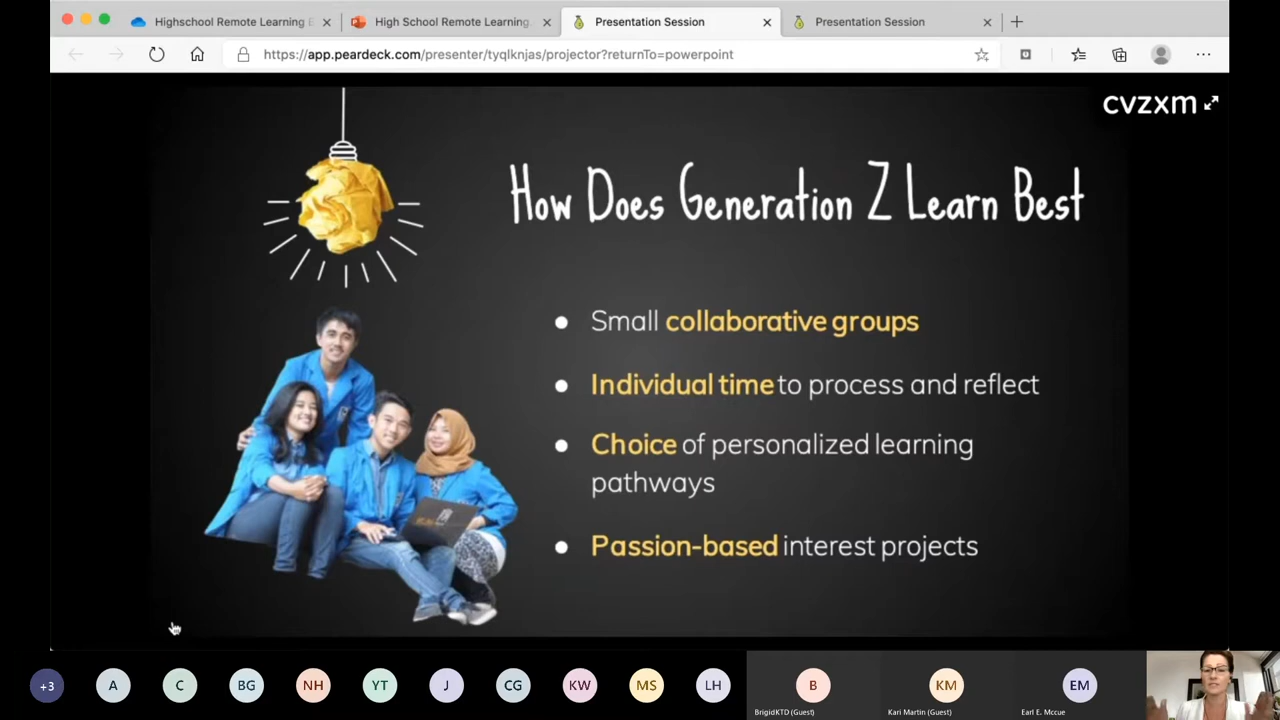 Highschool Remote Learning E
High School Remote Learning.
Presentation Session
Presentation Session
https://app.peardeck.com/presenter/tyqlknjas/projector?returnTo=powerpoint
cvzxm
How Does Generation Z Learn Best
Small collaborative groups
Individual time to process and reflect
Choice of personalized learning
pathways
Passion-based interest projects
+3
A
C
BG
NH
YT
J
CG
KW
MS
LH
B
KM
EM
BrigidKTD (Guest)
Kari Martin (Guest)
Earl E. Mccue